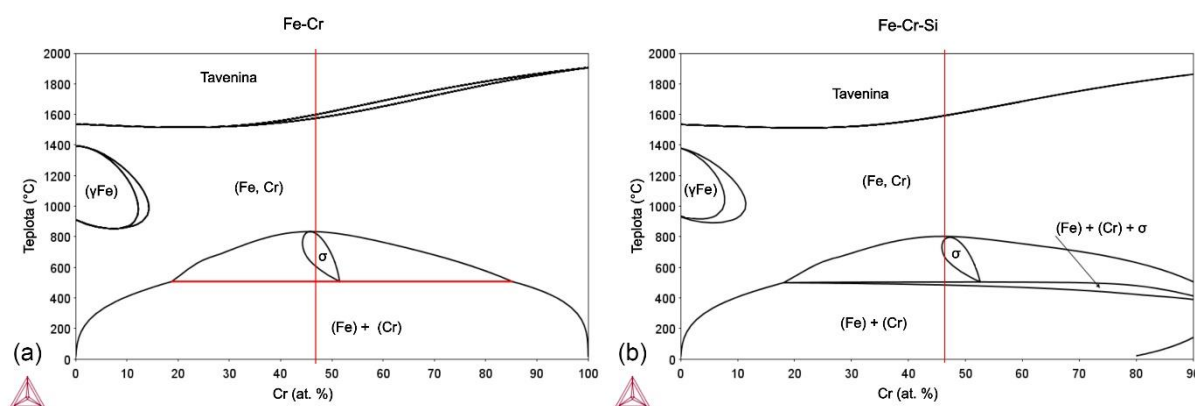 Fe-Cr
2000
1800
1600
1400
1200
1000
800
600
400
200
0
Teplota (°C)
Tavenina
(γFe)
(Fe, Cr)
σ
(Fe) + (Cr)
(a)
0 10 20 30 40 50 60 70 80 90 100
Cr (at. %)
Fe-Cr-Si
2000
1800
1600
1400
1200
1000
800
600
400
200
0
Teplota (°C)
Tavenina
(γFe)
(Fe, Cr)
(Fe) + (Cr) + σ
σ
(Fe) + (Cr)
(b)
0 10 20 30 40 50 60 70 80 90
Cr (at. %)